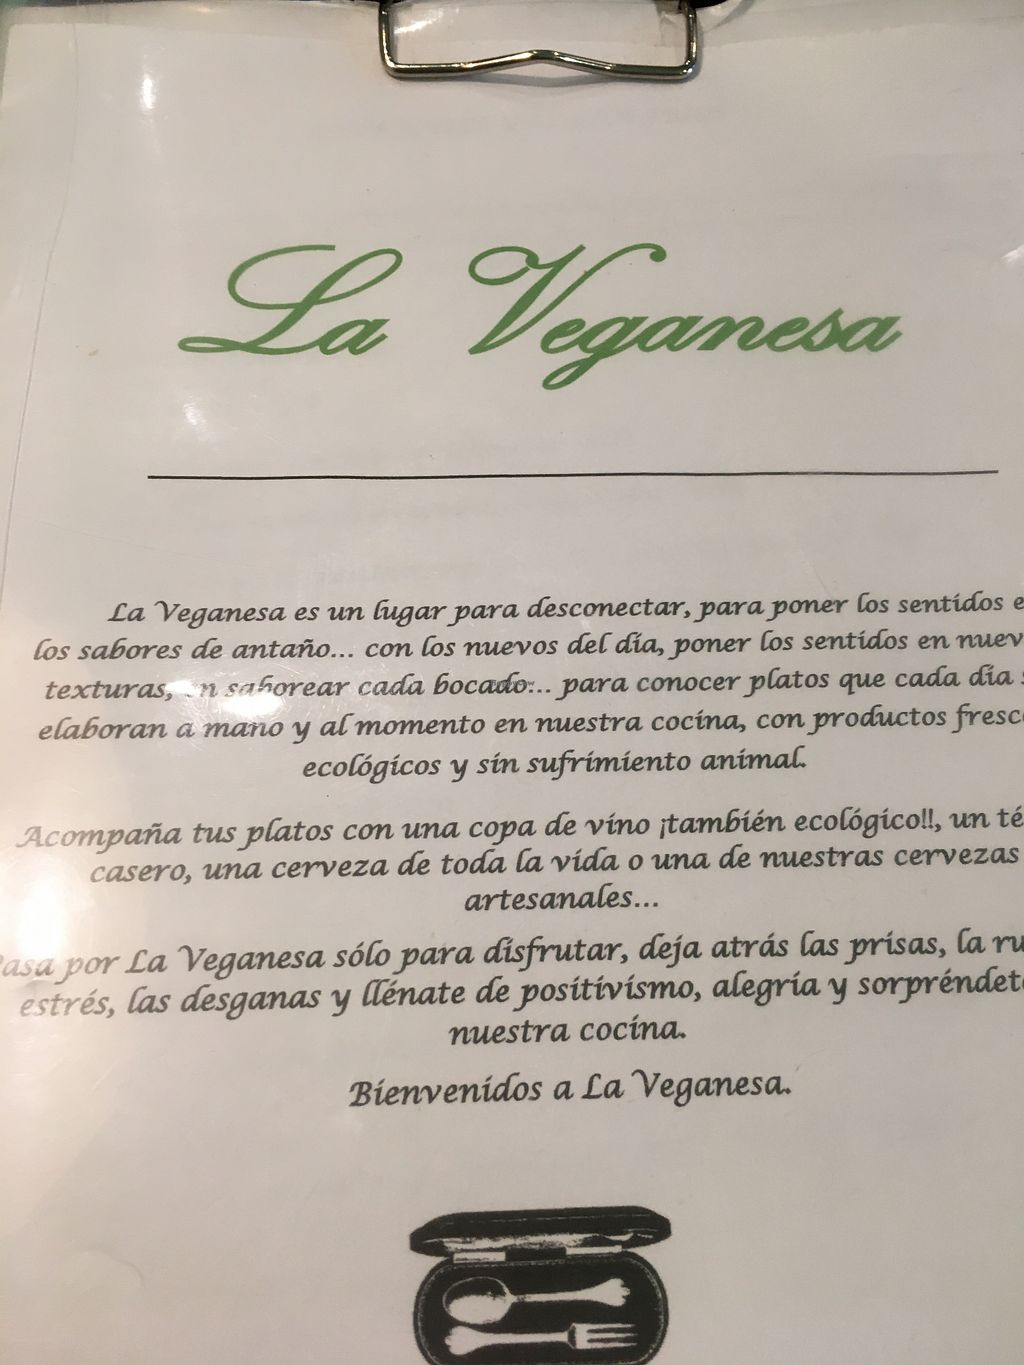 La Veganesa
La Veganesa es un lugar para desconectar, para poner los sentidos
los sabores de antaño... con los nuevos del día, poner los sentidos en
texturas, en saborear cada bocado... para conocer platos que cada día
elaboran a mano y al momento en nuestra cocina, con productos
ecológicos y sin sufrimiento animal.
Acompaña tus platos con una copa de vino ¡también ecológico!!, un té
casero, una cerveza de toda la vida o una de nuestras cervezas
artesanales...
Pasa por La Veganesa sólo para disfrutar, deja atrás las prisas, la
estrés, las desganas y llénate de positivismo, alegría y
nuestra cocina.
Bienvenidos a La Veganesa.